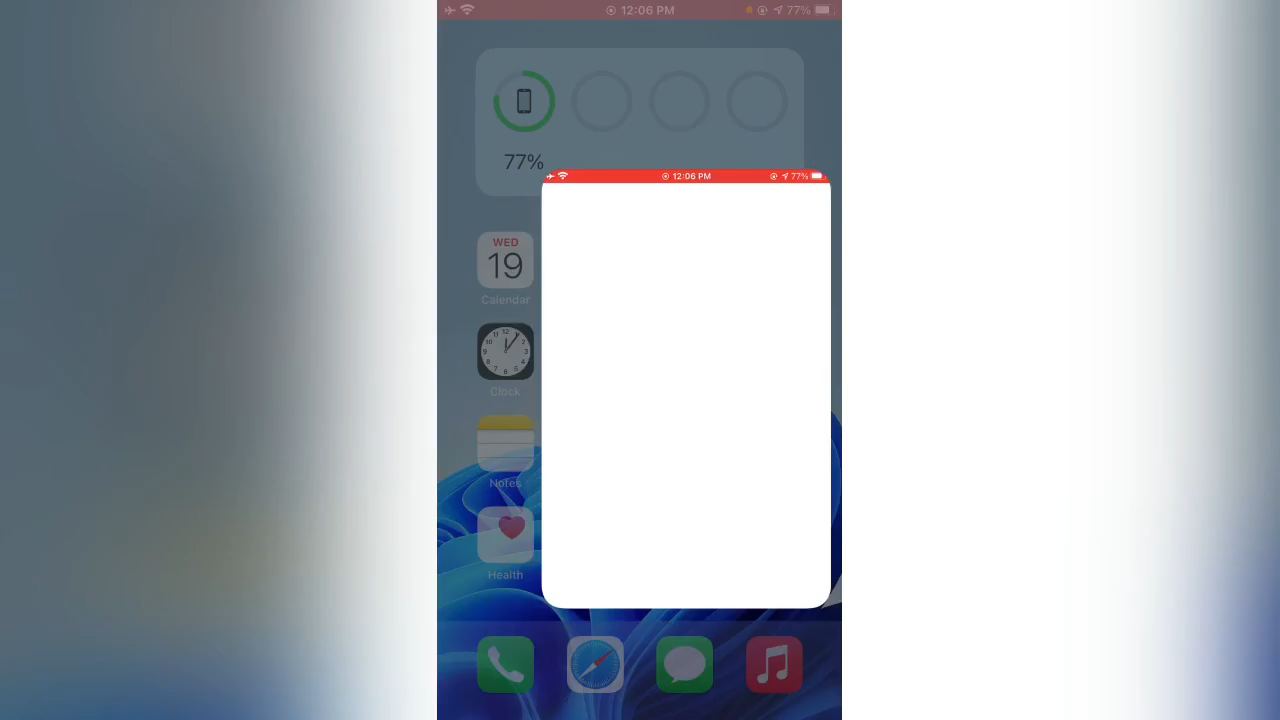 12:06 PM 77%
77%
12:06 PM 77%
WED
19
Calendar
Clock
Notes
Health